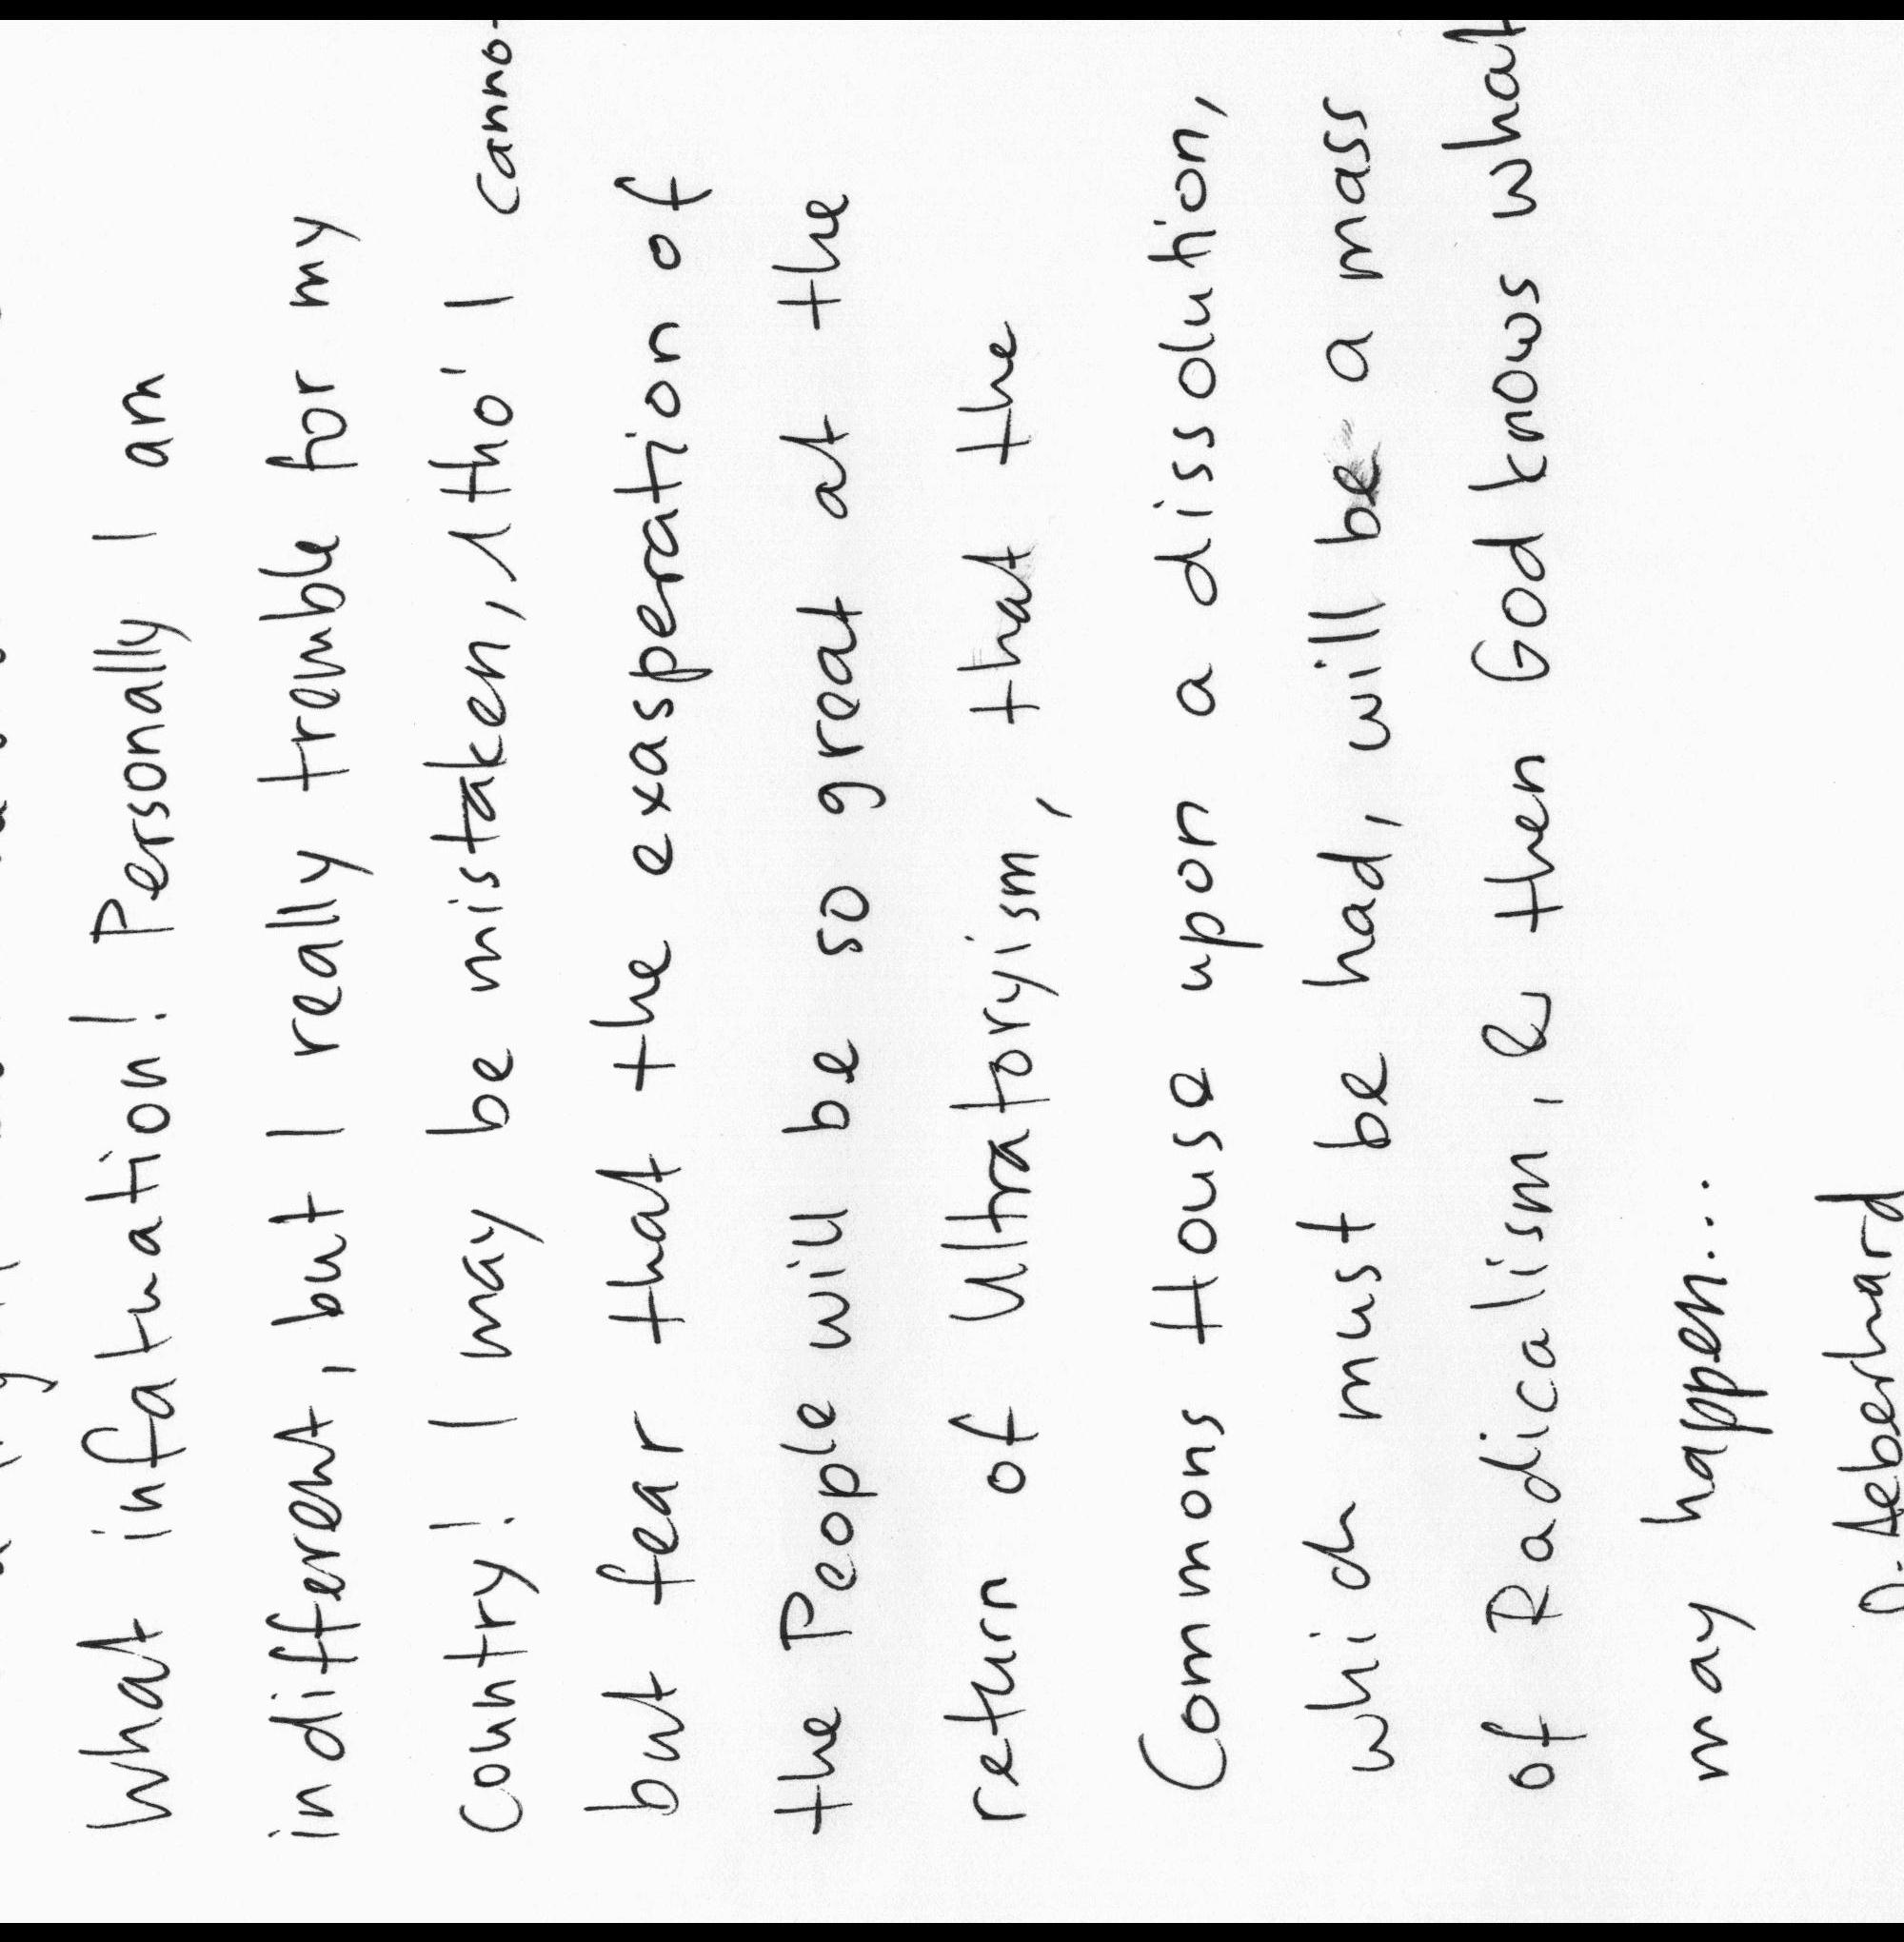 What infatuation! Personally I am
indifferent, but I really tremble for my
country! I may be mistaken, 1tho' I cannot
but fear that the exasperation of
the People will be so great at the
return of Ultratoryism, that the
Commons House upon a dissolution,
which must be had, will be a mass
of Radicalism, & then God knows what
may happen...
D. Aeberhard